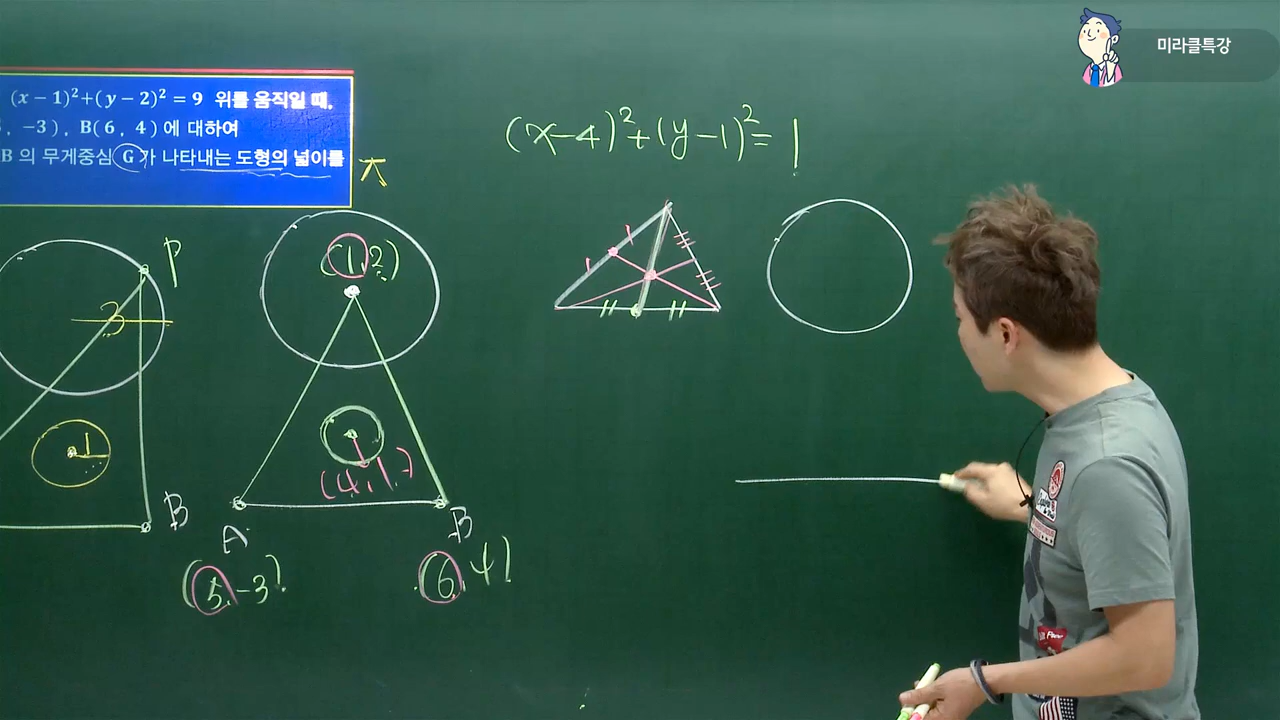 미라클특강
(x-1)²+(y-2)²=9 위를 움직일 때,
, -3), B(6, 4)에 대하여
B 의 무게중심 G가 나타내는 도형의 넓이를
π
(x-4)²+(y-1)²=1
P
3
1
B
(1, 2)
(4, 1)
A
B
(5, -3)
(6, 4)